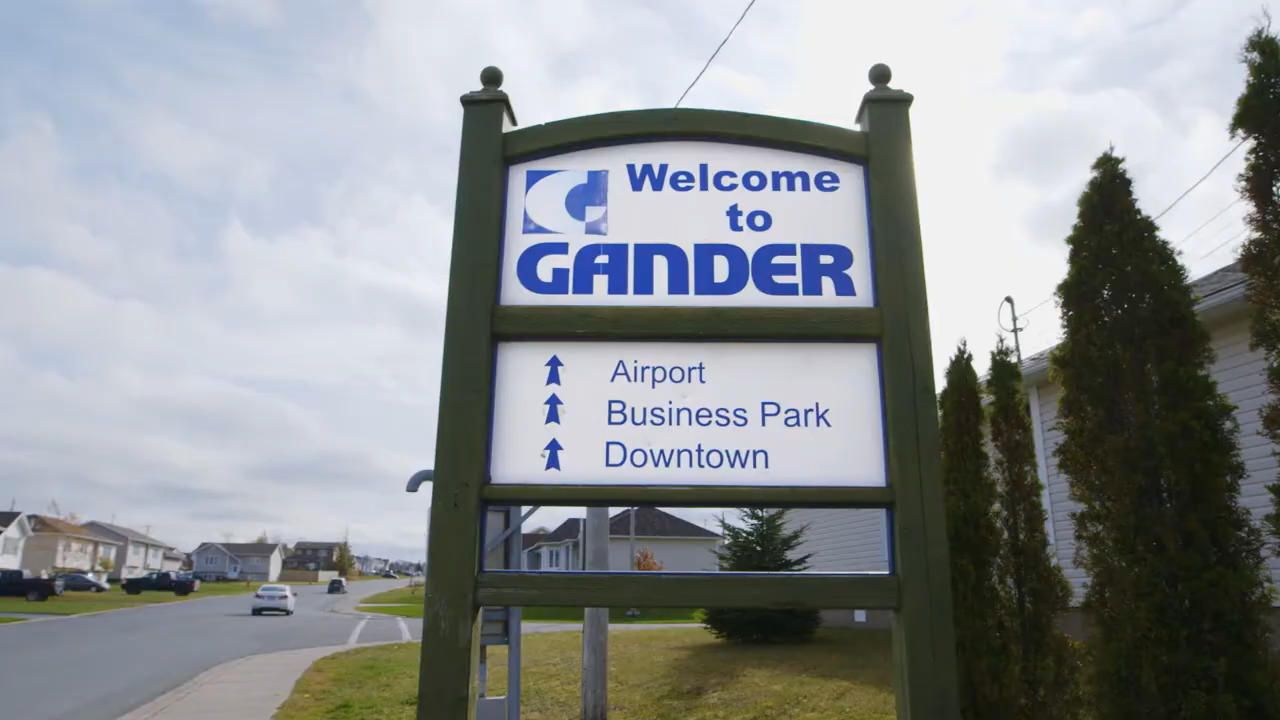 Welcome
to
GANDER
Airport
Business Park
Downtown